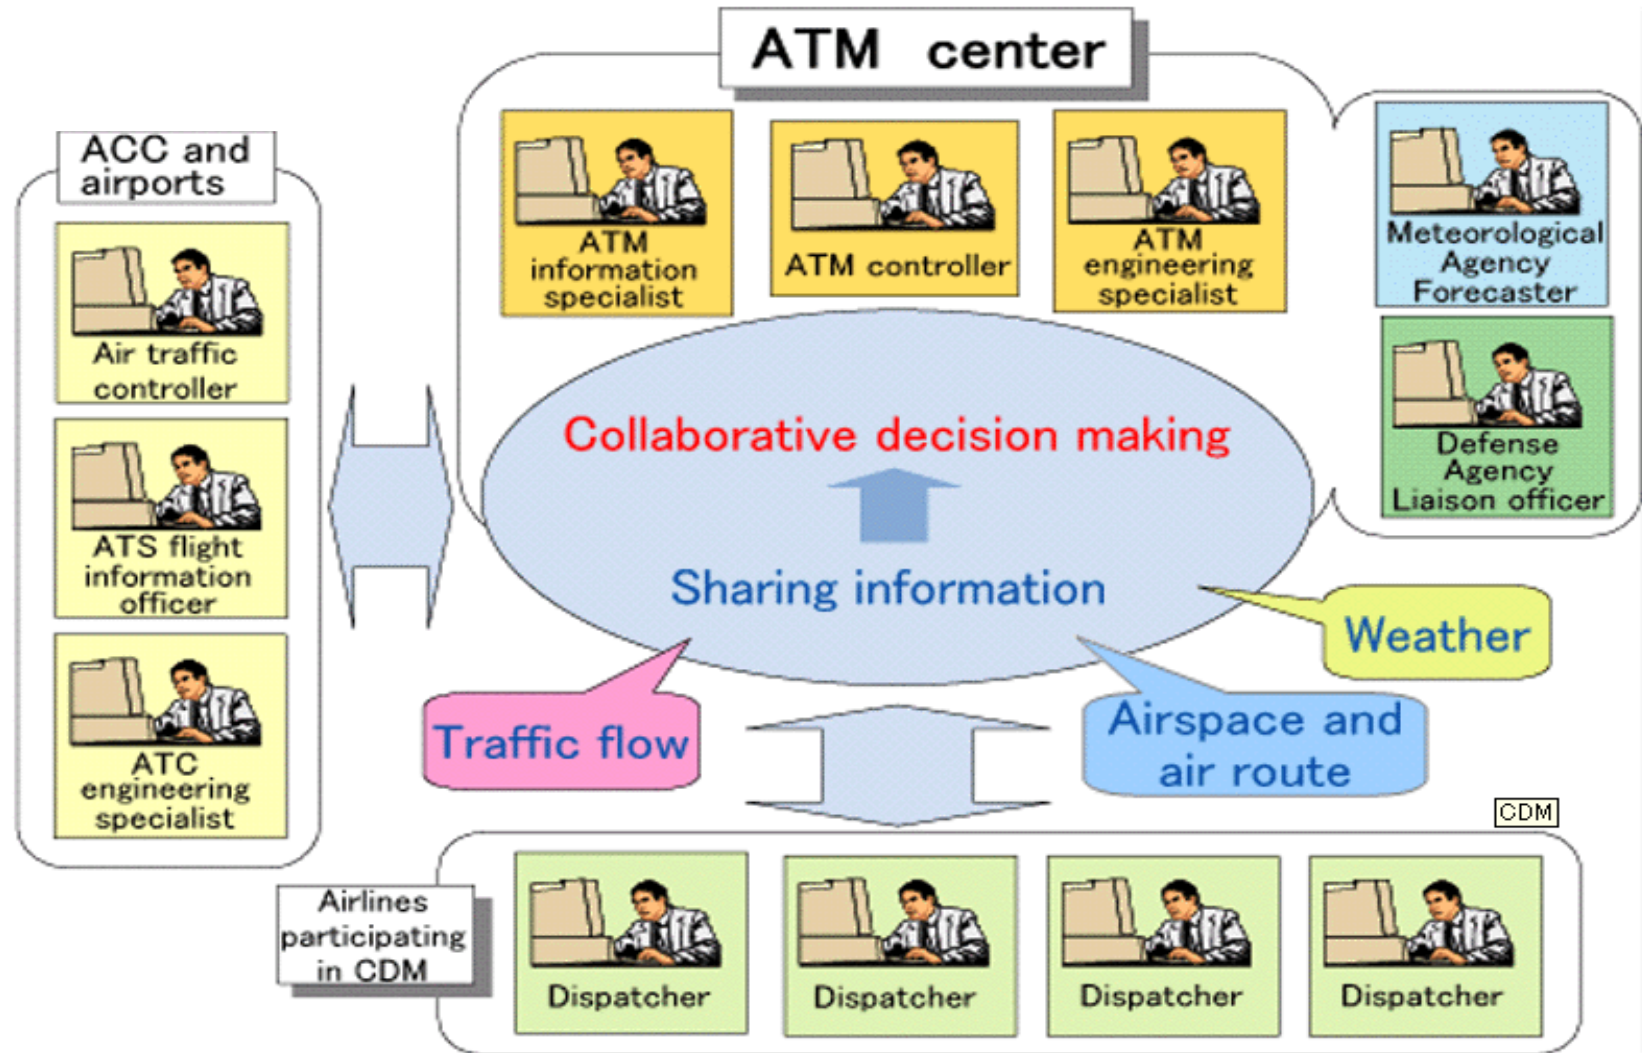 ATM center
ACC and
airports
Air traffic
controller
ATS flight
information
officer
ATC
engineering
specialist
ATM
information
specialist
ATM controller
ATM
engineering
specialist
Meteorological
Agency
Forecaster
Defense
Agency
Liaison officer
Collaborative decision making
Sharing information
Weather
Traffic flow
Airspace and
air route
CDM
Airlines
participating
in CDM
Dispatcher
Dispatcher
Dispatcher
Dispatcher